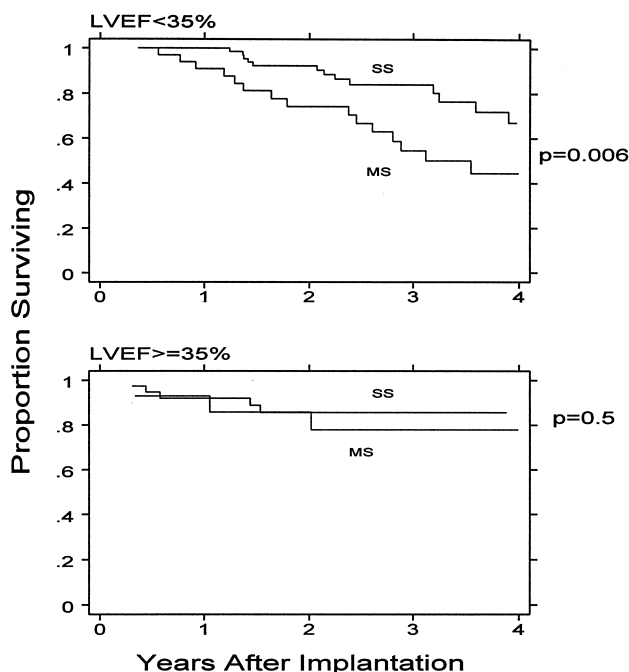 LVEF<35%
1
.8
.6
.4
.2
0
SS
MS
p=0.006
0 1 2 3 4
LVEF>=35%
1
.8
.6
.4
.2
0
SS
MS
p=0.5
0 1 2 3 4
Proportion Surviving
Years After Implantation